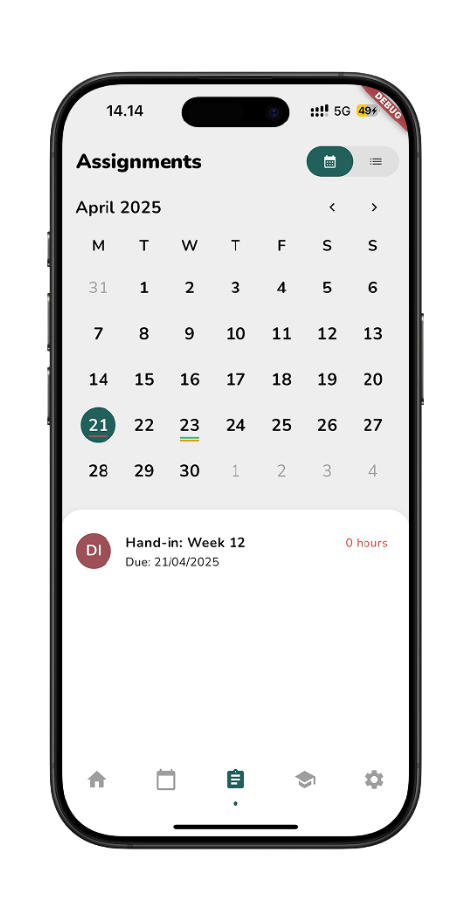 14.14 5G 49
DEBUG
Assignments
April 2025
M T W T F S S
31 1 2 3 4 5 6
7 8 9 10 11 12 13
14 15 16 17 18 19 20
21 22 23 24 25 26 27
28 29 30 1 2 3 4
DI Hand-in: Week 12 0 hours
Due: 21/04/2025